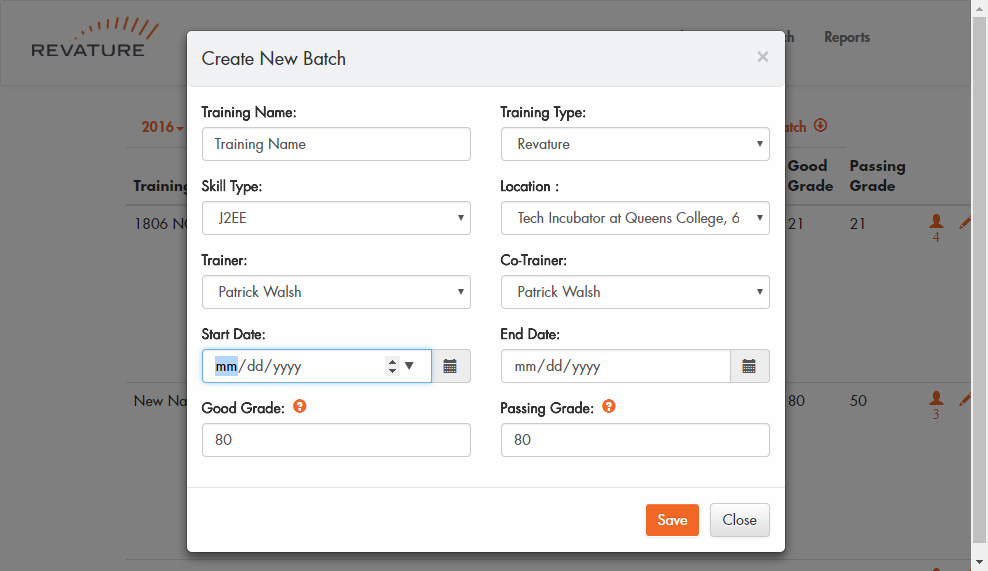 REVATURE
Reports
Create New Batch ×
2016
Training Name: Training Type:
Training Name Revature
Good Passing
Training Grade Grade
Skill Type: Location :
J2EE Tech Incubator at Queens College, 6
1806 21 21
4
Trainer: Co-Trainer:
Patrick Walsh Patrick Walsh
Start Date: End Date:
mm/dd/yyyy mm/dd/yyyy
New 80 50
3
Good Grade: ? Passing Grade: ?
80 80
Save Close